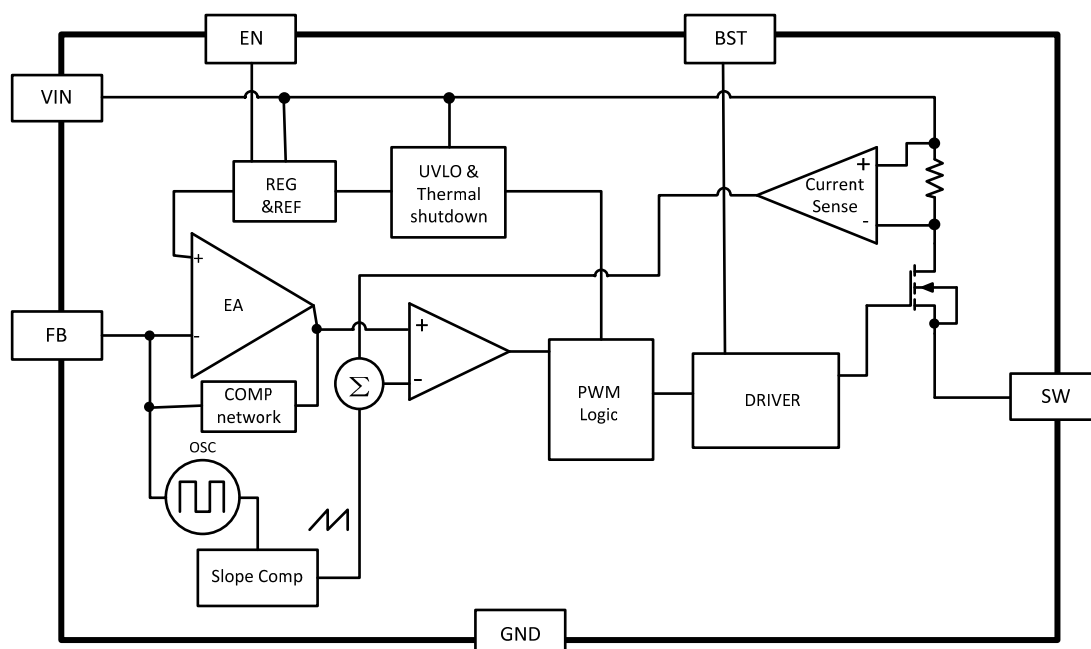 EN
BST
VIN
REG
&REF
UVLO &
Thermal
shutdown
+
Current
Sense
-
+
EA
-
FB
+
-
Σ
COMP
network
PWM
Logic
DRIVER
SW
OSC
Slope Comp
GND